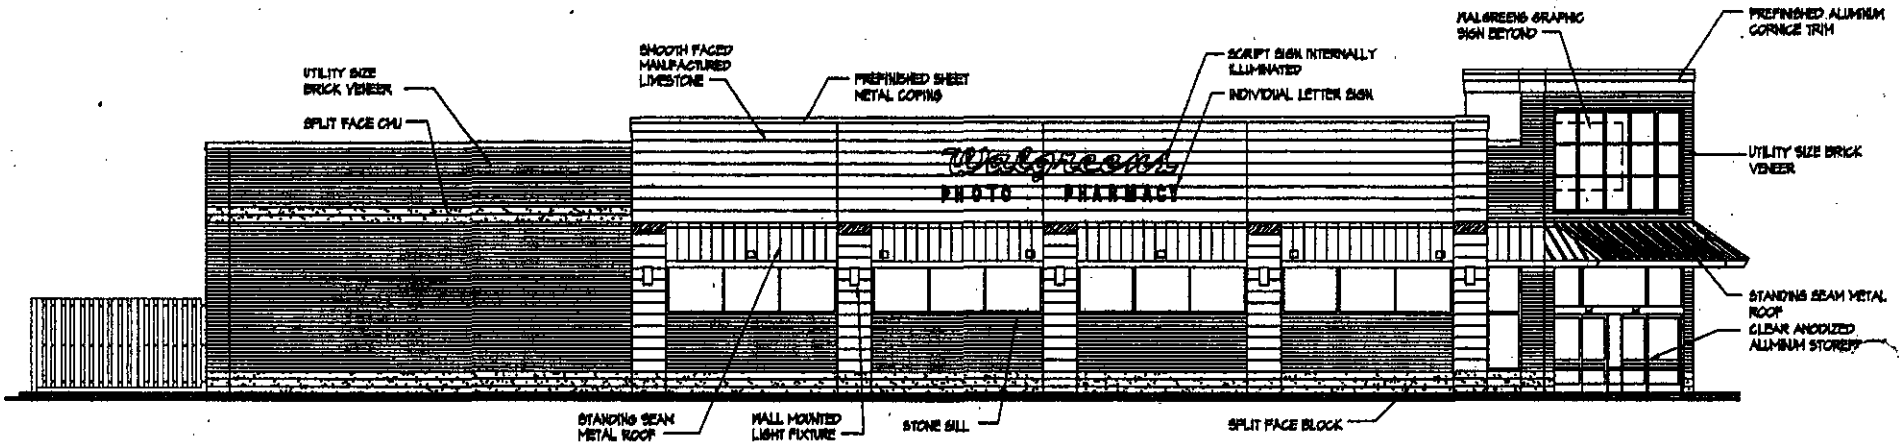 WALGREENS GRAPHIC
SIGN BEYOND
PREFINISHED ALUMINUM
CORNICE TRIM
SMOOTH FACED
MANUFACTURED
LIMESTONE
SCRIPT SIGN INTERNALLY
ILLUMINATED
UTILITY SIZE
BRICK VENEER
PREFINISHED SHEET
METAL COPING
INDIVIDUAL LETTER SIGN
SPLIT FACE CMU
Walgreens
PHOTO PHARMACY
UTILITY SIZE BRICK
VENEER
STANDING SEAM METAL
ROOF
CLEAR ANODIZED
ALUMINUM
STANDING SEAM
METAL ROOF
WALL MOUNTED
LIGHT FIXTURE
STONE SILL
SPLIT FACE BLOCK